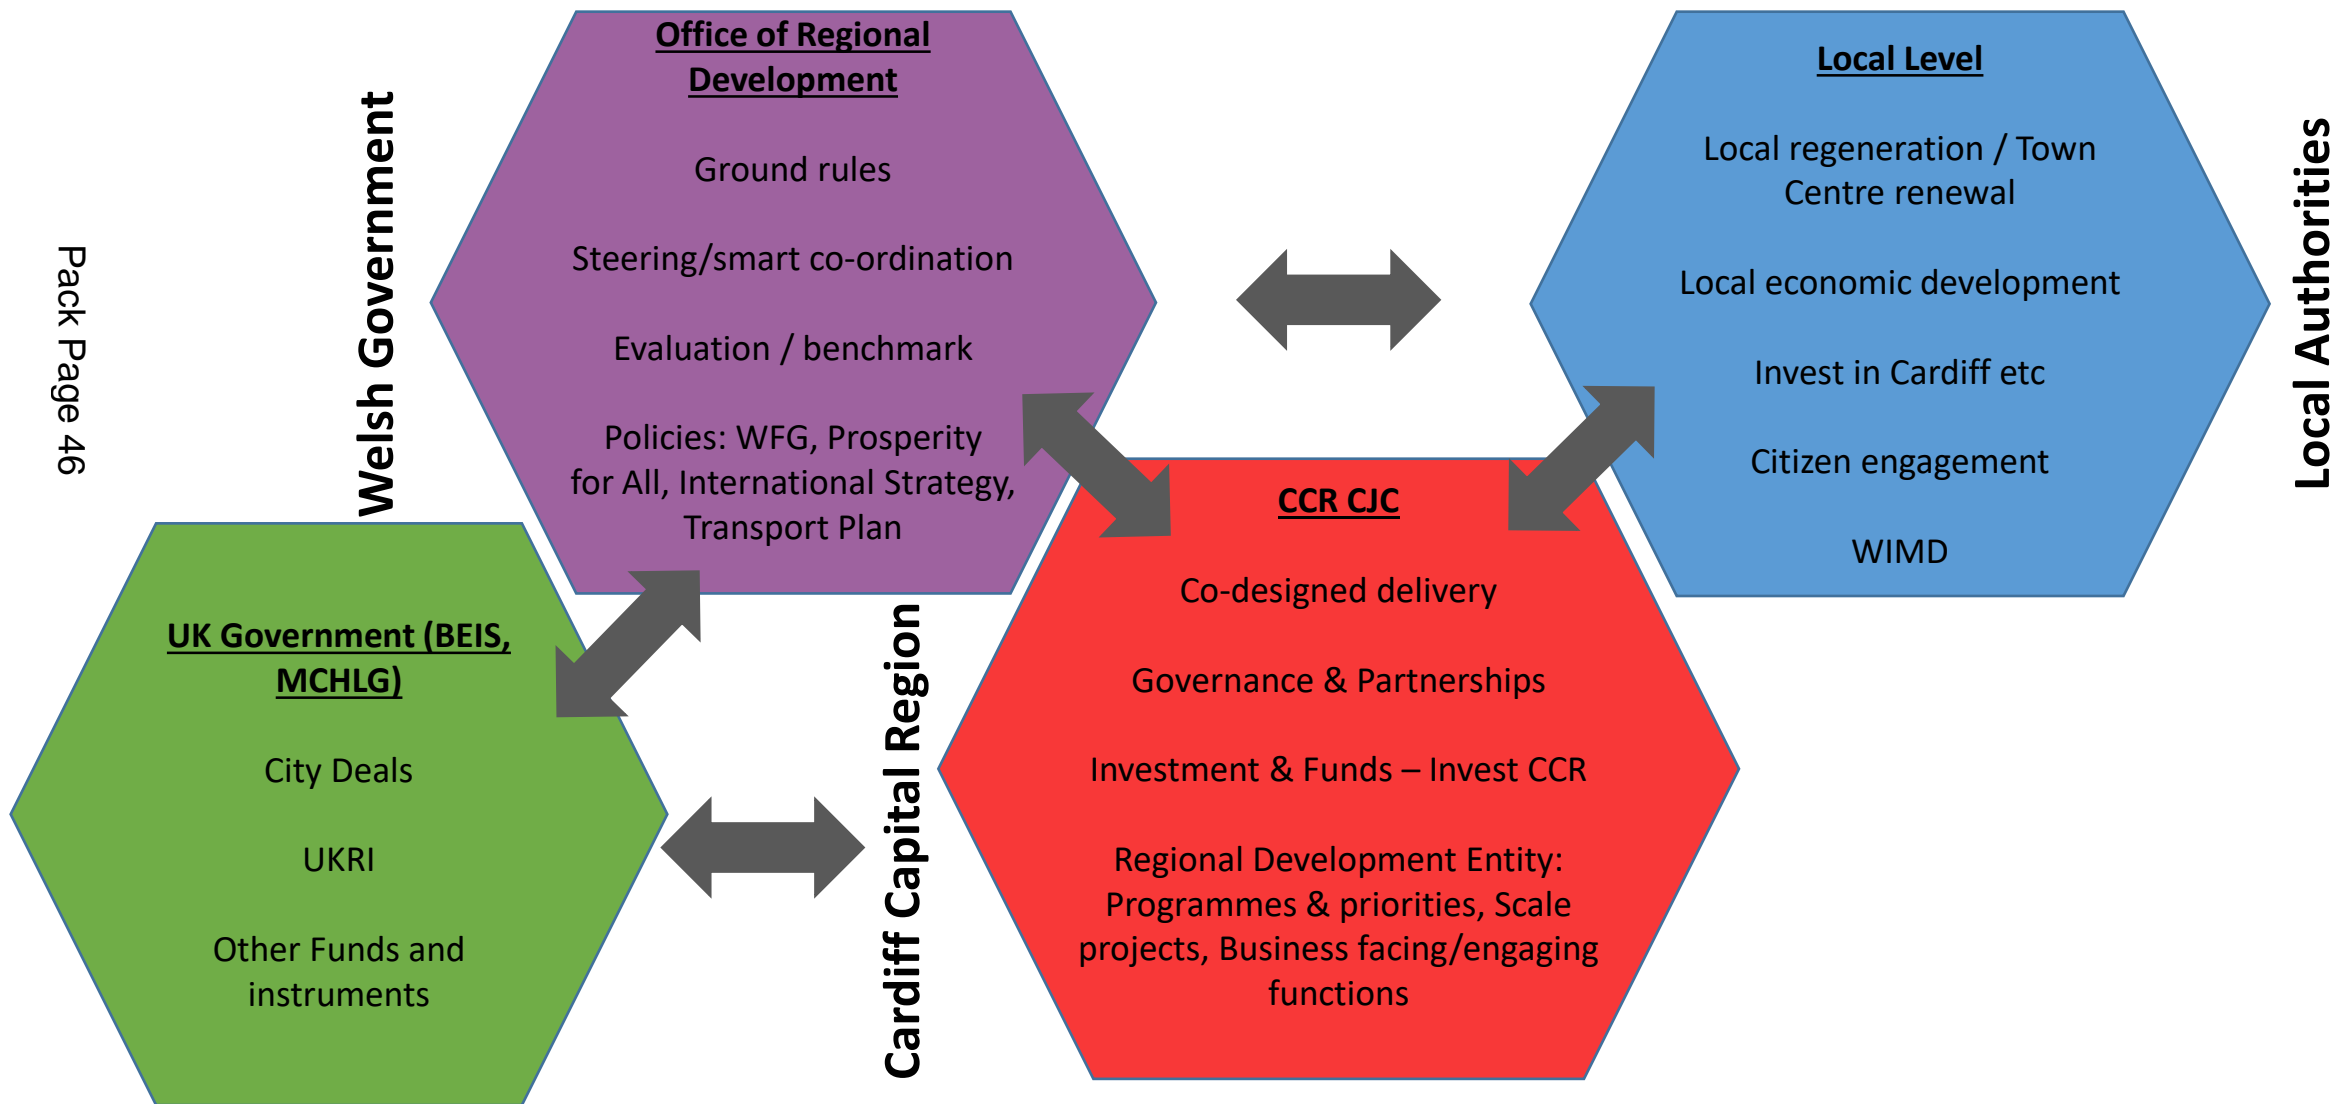 Pack Page 46
Welsh Government
Office of Regional
Development
Ground rules
Steering/smart co-ordination
Evaluation / benchmark
Policies: WFG, Prosperity
for All, International Strategy,
Transport Plan
Local Level
Local regeneration / Town
Centre renewal
Local economic development
Invest in Cardiff etc
Citizen engagement
WIMD
Local Authorities
UK Government (BEIS,
MCHLG)
City Deals
UKRI
Other Funds and
instruments
Cardiff Capital Region
CCR CJC
Co-designed delivery
Governance & Partnerships
Investment & Funds – Invest CCR
Regional Development Entity:
Programmes & priorities, Scale
projects, Business facing/engaging
functions